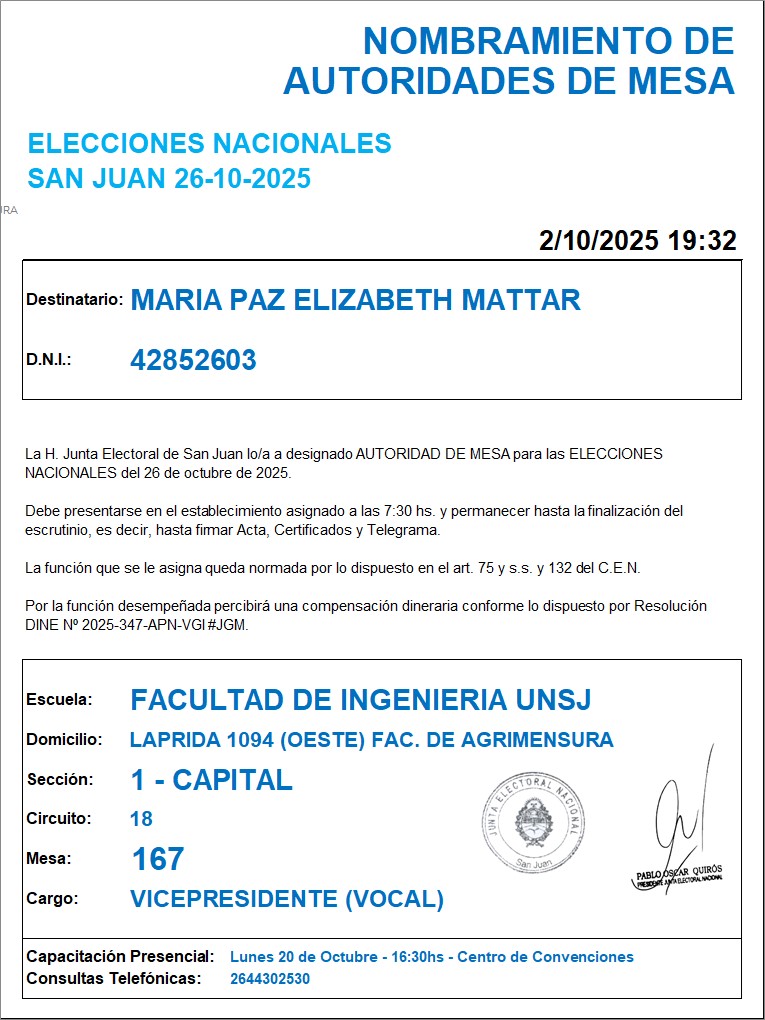 NOMBRAMIENTO DE
AUTORIDADES DE MESA
ELECCIONES NACIONALES
SAN JUAN 26-10-2025
URA
2/10/2025 19:32
Destinatario: MARIA PAZ ELIZABETH MATTAR
D.N.I.: 42852603
La H. Junta Electoral de San Juan lo/a a designado AUTORIDAD DE MESA para las ELECCIONES
NACIONALES del 26 de octubre de 2025.
Debe presentarse en el establecimiento asignado a las 7:30 hs. y permanecer hasta la finalización del
escrutinio, es decir, hasta firmar Acta, Certificados y Telegrama.
La función que se le asigna queda normada por lo dispuesto en el art. 75 y s.s. y 132 del C.E.N.
Por la función desempeñada percibirá una compensación dineraria conforme lo dispuesto por Resolución
DINE Nº 2025-347-APN-VGI#JGM.
Escuela: FACULTAD DE INGENIERIA UNSJ
Domicilio: LAPRIDA 1094 (OESTE) FAC. DE AGRIMENSURA
Sección: 1 - CAPITAL
Circuito: 18
Mesa: 167
Cargo: VICEPRESIDENTE (VOCAL)
JUNTA ELECTORAL NACIONAL
San Juan
PABLO OSCAR QUIRÓS
PRESIDENTE JUNTA ELECTORAL NACIONAL
Capacitación Presencial: Lunes 20 de Octubre - 16:30hs - Centro de Convenciones
Consultas Telefónicas: 2644302530